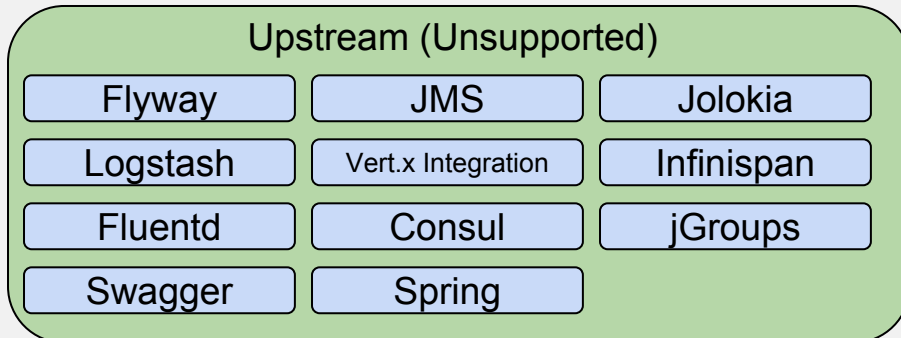 Upstream (Unsupported)
Flyway
JMS
Jolokia
Logstash
Vert.x Integration
Infinispan
Fluentd
Consul
jGroups
Swagger
Spring